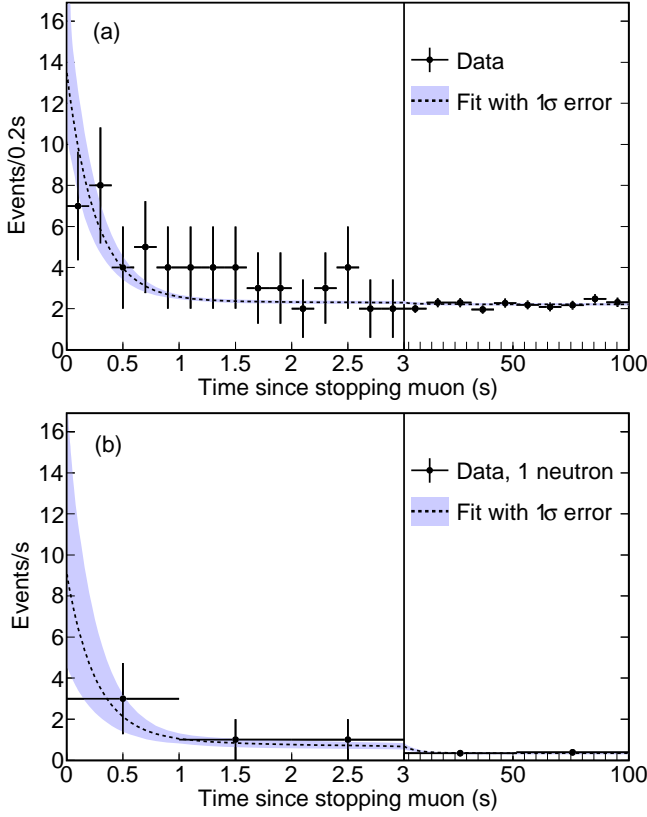 (a)
Data
Fit with 1σ error
Events/0.2s
16
14
12
10
8
6
4
2
0
0 0.5 1 1.5 2 2.5 3 50 100
Time since stopping muon (s)
(b)
Data, 1 neutron
Fit with 1σ error
Events/s
16
14
12
10
8
6
4
2
0
0 0.5 1 1.5 2 2.5 3 50 100
Time since stopping muon (s)